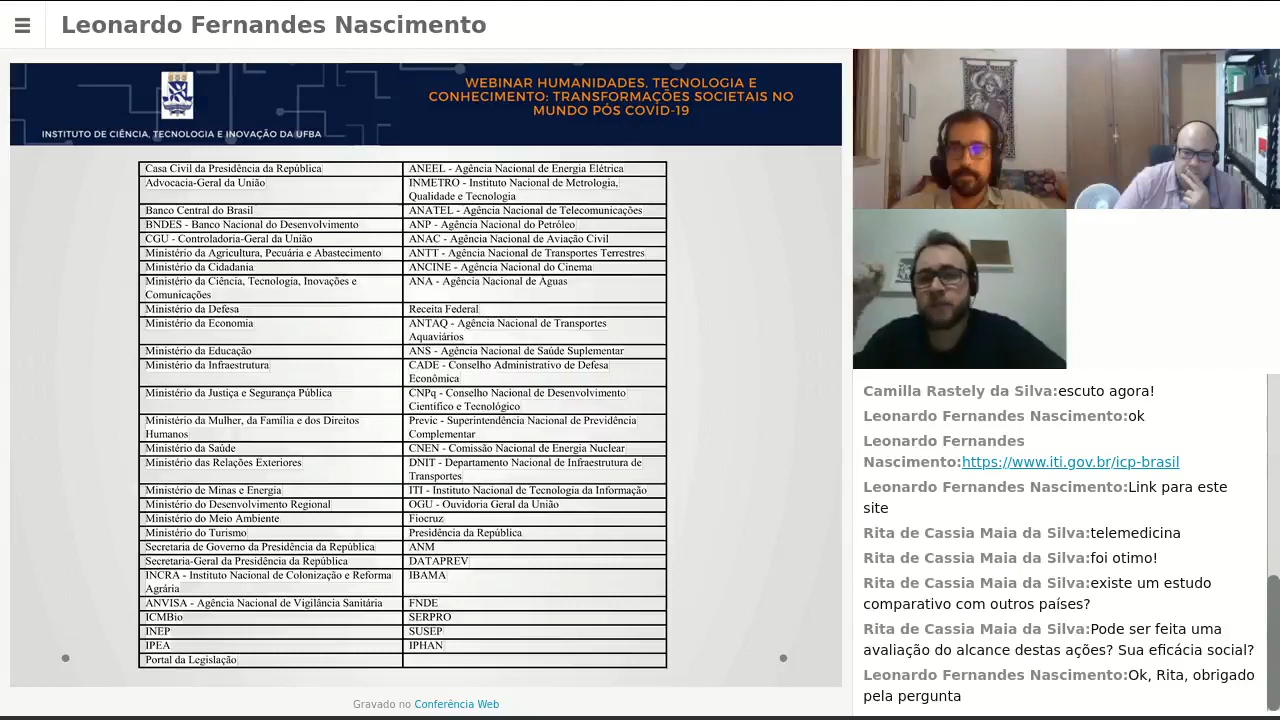 Leonardo Fernandes Nascimento
WEBINAR HUMANIDADES, TECNOLOGIA E
CONHECIMENTO: TRANSFORMAÇÕES SOCIETAIS NO
MUNDO PÓS COVID-19
INSTITUTO DE CIÊNCIA, TECNOLOGIA E INOVAÇÃO DA UFBA
Casa Civil da Presidência da República
ANEEL - Agência Nacional de Energia Elétrica
Advocacia-Geral da União
INMETRO - Instituto Nacional de Metrologia,
Qualidade e Tecnologia
Banco Central do Brasil
ANATEL - Agência Nacional de Telecomunicações
BNDES - Banco Nacional do Desenvolvimento
ANP - Agência Nacional do Petróleo
CGU - Controladoria-Geral da União
ANAC - Agência Nacional de Aviação Civil
Ministério da Agricultura, Pecuária e Abastecimento
ANTT - Agência Nacional de Transportes Terrestres
Ministério da Cidadania
ANCINE - Agência Nacional do Cinema
Ministério da Ciência, Tecnologia, Inovações e
Comunicações
ANA - Agência Nacional de Águas
Ministério da Defesa
Receita Federal
Ministério da Economia
ANTAQ - Agência Nacional de Transportes
Aquaviários
Ministério da Educação
ANS - Agência Nacional de Saúde Suplementar
Ministério da Infraestrutura
CADE - Conselho Administrativo de Defesa
Econômica
Ministério da Justiça e Segurança Pública
CNPq - Conselho Nacional de Desenvolvimento
Científico e Tecnológico
Ministério da Mulher, da Família e dos Direitos
Humanos
Previc - Superintendência Nacional de Previdência
Complementar
Ministério da Saúde
CNEN - Comissão Nacional de Energia Nuclear
Ministério das Relações Exteriores
DNIT - Departamento Nacional de Infraestrutura de
Transportes
Ministério de Minas e Energia
ITI - Instituto Nacional de Tecnologia da Informação
Ministério do Desenvolvimento Regional
OGU - Ouvidoria Geral da União
Ministério do Meio Ambiente
Fiocruz
Ministério do Turismo
Presidência da República
Secretaria de Governo da Presidência da República
ANM
Secretaria-Geral da Presidência da República
DATAPREV
INCRA - Instituto Nacional de Colonização e Reforma
Agrária
IBAMA
ANVISA - Agência Nacional de Vigilância Sanitária
FNDE
ICMBio
SERPRO
INEP
SUSEP
IPEA
IPHAN
Portal da Legislação
Gravado no Conferência Web
Camilla Rastely da Silva:escuto agora!
Leonardo Fernandes Nascimento:ok
Leonardo Fernandes
Nascimento:https://www.iti.gov.br/icp-brasil
Leonardo Fernandes Nascimento:Link para este
site
Rita de Cassia Maia da Silva:telemedicina
Rita de Cassia Maia da Silva:foi otimo!
Rita de Cassia Maia da Silva:existe um estudo
comparativo com outros países?
Rita de Cassia Maia da Silva:Pode ser feita uma
avaliação do alcance destas ações? Sua eficácia social?
Leonardo Fernandes Nascimento:Ok, Rita, obrigado
pela pergunta